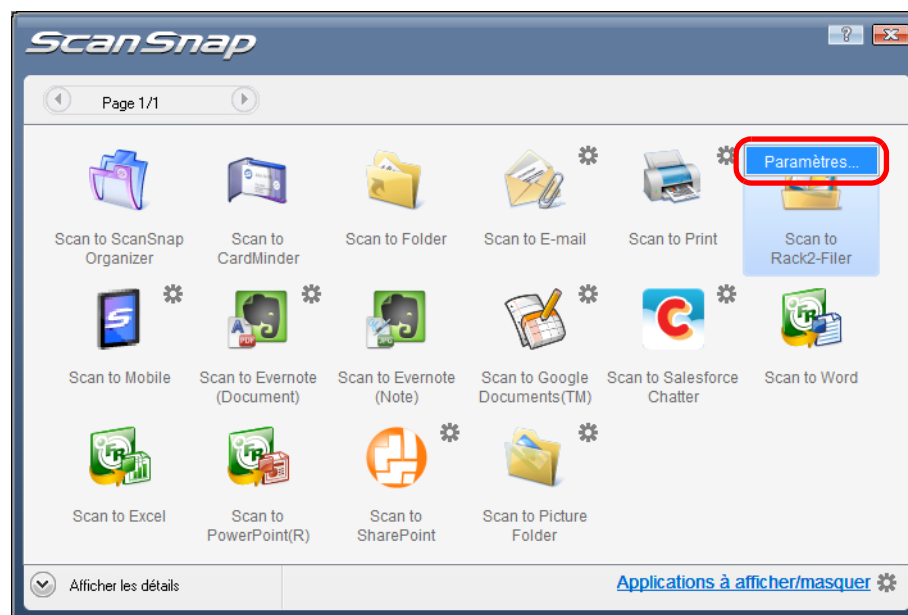 ScanSnap
?
Page 1/1
Paramètres...
Scan to ScanSnap
Organizer
Scan to
CardMinder
Scan to Folder
Scan to E-mail
Scan to Print
Scan to
Rack2-Filer
Scan to Mobile
Scan to Evernote
(Document)
Scan to Evernote
(Note)
Scan to Google
Documents(TM)
Scan to Salesforce
Chatter
Scan to Word
Scan to Excel
Scan to
PowerPoint(R)
Scan to
SharePoint
Scan to Picture
Folder
Afficher les détails
Applications à afficher/masquer